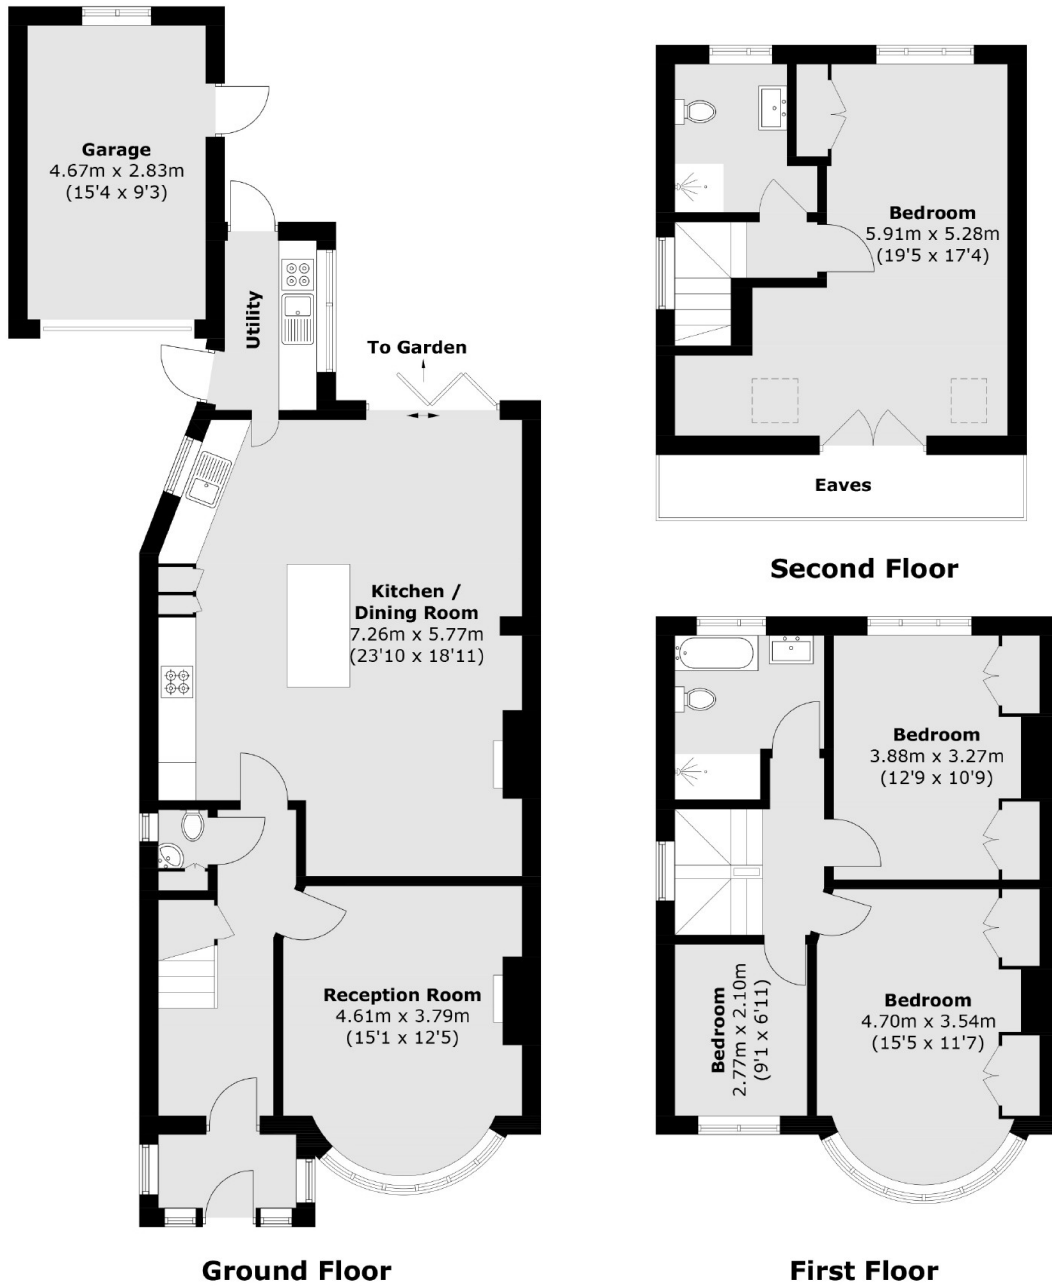 Garage
4.67m x 2.83m
(15'4 x 9'3)
Utility
To Garden
Kitchen /
Dining Room
7.26m x 5.77m
(23'10 x 18'11)
Reception Room
4.61m x 3.79m
(15'1 x 12'5)
Ground Floor
Bedroom
5.91m x 5.28m
(19'5 x 17'4)
Eaves
Second Floor
Bedroom
3.88m x 3.27m
(12'9 x 10'9)
Bedroom
2.77m x 2.10m
(9'1 x 6'11)
Bedroom
4.70m x 3.54m
(15'5 x 11'7)
First Floor